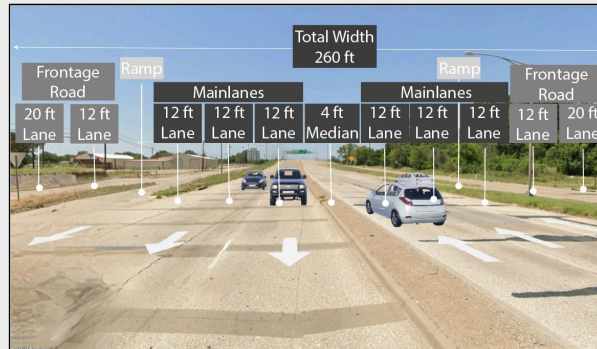 Total Width
260 ft
Frontage
Road
Ramp
Mainlanes
Ramp
Mainlanes
Frontage
Road
20 ft
Lane
12 ft
Lane
12 ft
Lane
12 ft
Lane
12 ft
Lane
4 ft
Median
12 ft
Lane
12 ft
Lane
12 ft
Lane
12 ft
Lane
20 ft
Lane